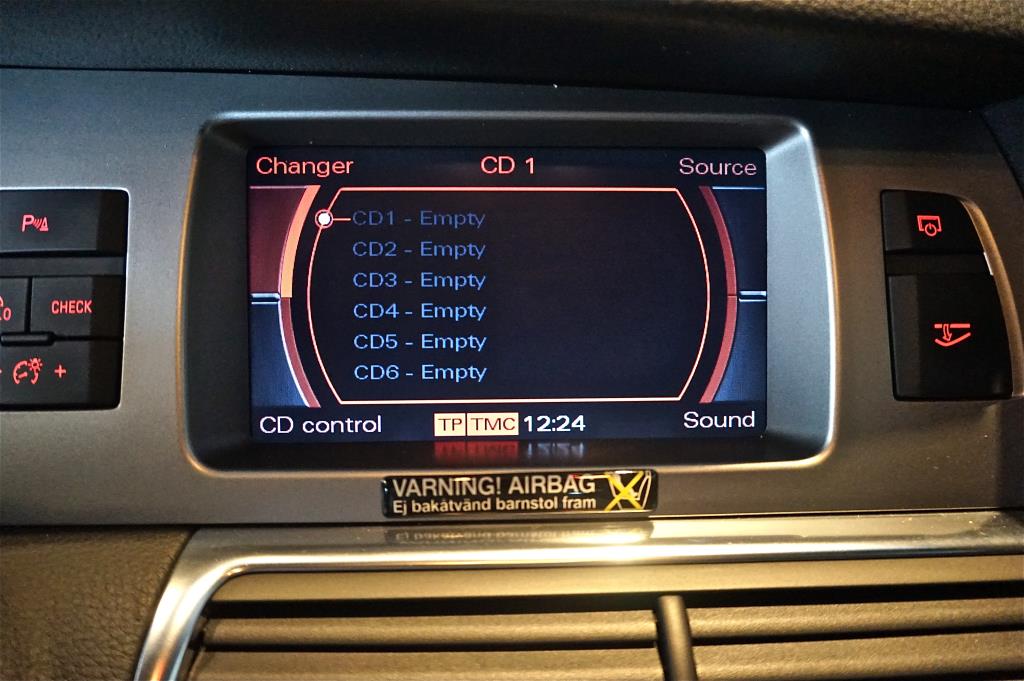 Changer CD 1 Source
CD1 - Empty
CD2 - Empty
CD3 - Empty
CD4 - Empty
CD5 - Empty
CD6 - Empty
CD control TP TMC 12:24 Sound
P
CHECK
+
VARNING! AIRBAG
Ej bakåtvänd barnstol fram